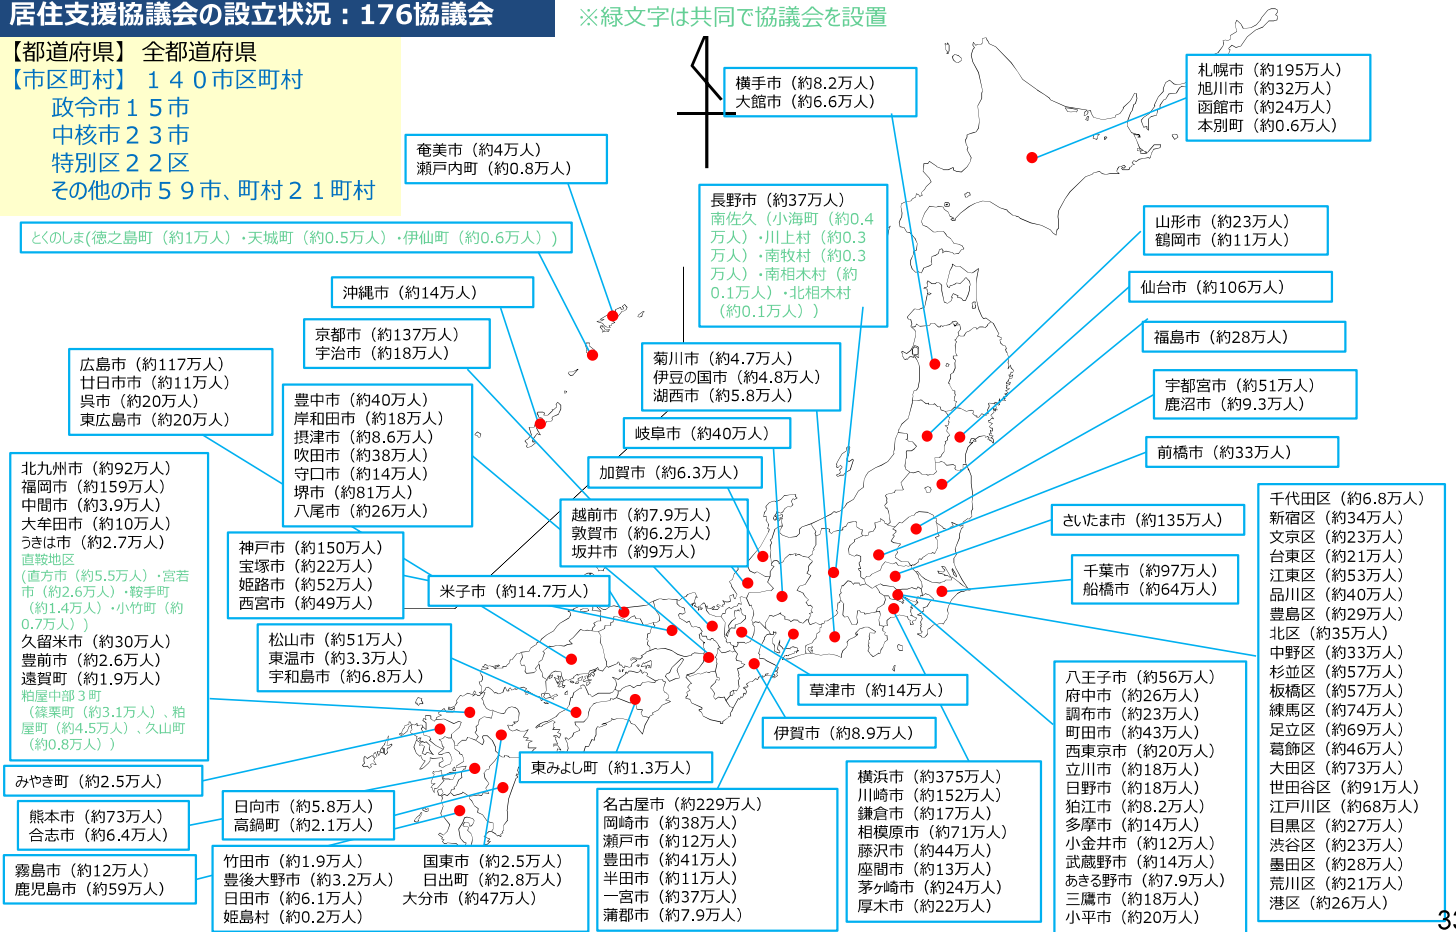 居住支援協議会の設立状況：176協議会
※緑文字は共同で協議会を設置
【都道府県】 全都道府県
【市区町村】 １４０市区町村
政令市１５市
中核市２３市
特別区２２区
その他の市５９市、町村２１町村
横手市（約8.2万人）
大館市（約6.6万人）
札幌市（約195万人）
旭川市（約32万人）
函館市（約24万人）
本別町（約0.6万人）
奄美市（約4万人）
瀬戸内町（約0.8万人）
とくのしま(徳之島町（約1万人）・天城町（約0.5万人）・伊仙町（約0.6万人）)
長野市（約37万人）
南佐久（小海町（約0.4
万人）・川上村（約0.3
万人）・南牧村（約0.3
万人）・南相木村（約
0.1万人）・北相木村
（約0.1万人））
山形市（約23万人）
鶴岡市（約11万人）
仙台市（約106万人）
福島市（約28万人）
沖縄市（約14万人）
京都市（約137万人）
宇治市（約18万人）
広島市（約117万人）
廿日市市（約11万人）
呉市（約20万人）
東広島市（約20万人）
豊中市（約40万人）
岸和田市（約18万人）
摂津市（約8.6万人）
吹田市（約38万人）
守口市（約14万人）
堺市（約81万人）
八尾市（約26万人）
菊川市（約4.7万人）
伊豆の国市（約4.8万人）
湖西市（約5.8万人）
岐阜市（約40万人）
加賀市（約6.3万人）
宇都宮市（約51万人）
鹿沼市（約9.3万人）
前橋市（約33万人）
さいたま市（約135万人）
千葉市（約97万人）
船橋市（約64万人）
北九州市（約92万人）
福岡市（約159万人）
中間市（約3.9万人）
大牟田市（約10万人）
うきは市（約2.7万人）
直鞍地区
(直方市（約5.5万人）・宮若
市（約2.6万人）・鞍手町
（約1.4万人）・小竹町（約
0.7万人）)
久留米市（約30万人）
豊前市（約2.6万人）
遠賀町（約1.9万人）
粕屋中部３町
（篠栗町（約3.1万人）、粕
屋町（約4.5万人）、久山町
（約0.8万人））
越前市（約7.9万人）
敦賀市（約6.2万人）
坂井市（約9万人）
神戸市（約150万人）
宝塚市（約22万人）
姫路市（約52万人）
西宮市（約49万人）
米子市（約14.7万人）
松山市（約51万人）
東温市（約3.3万人）
宇和島市（約6.8万人）
草津市（約14万人）
伊賀市（約8.9万人）
東みよし町（約1.3万人）
みやき町（約2.5万人）
熊本市（約73万人）
合志市（約6.4万人）
日向市（約5.8万人）
高鍋町（約2.1万人）
霧島市（約12万人）
鹿児島市（約59万人）
竹田市（約1.9万人） 国東市（約2.5万人）
豊後大野市（約3.2万人） 日出町（約2.8万人）
日田市（約6.1万人） 大分市（約47万人）
姫島村（約0.2万人）
名古屋市（約229万人）
岡崎市（約38万人）
瀬戸市（約12万人）
豊田市（約41万人）
半田市（約11万人）
一宮市（約37万人）
蒲郡市（約7.9万人）
横浜市（約375万人）
川崎市（約152万人）
鎌倉市（約17万人）
相模原市（約71万人）
藤沢市（約44万人）
座間市（約13万人）
茅ヶ崎市（約24万人）
厚木市（約22万人）
八王子市（約56万人）
府中市（約26万人）
調布市（約23万人）
町田市（約43万人）
西東京市（約20万人）
立川市（約18万人）
日野市（約18万人）
狛江市（約8.2万人）
多摩市（約14万人）
小金井市（約12万人）
武蔵野市（約14万人）
あきる野市（約7.9万人）
三鷹市（約18万人）
小平市（約20万人）
千代田区（約6.8万人）
新宿区（約34万人）
文京区（約23万人）
台東区（約21万人）
江東区（約53万人）
品川区（約40万人）
豊島区（約29万人）
北区（約35万人）
中野区（約33万人）
杉並区（約57万人）
板橋区（約57万人）
練馬区（約74万人）
足立区（約69万人）
葛飾区（約46万人）
大田区（約73万人）
世田谷区（約91万人）
江戸川区（約68万人）
目黒区（約27万人）
渋谷区（約23万人）
墨田区（約28万人）
荒川区（約21万人）
港区（約26万人）